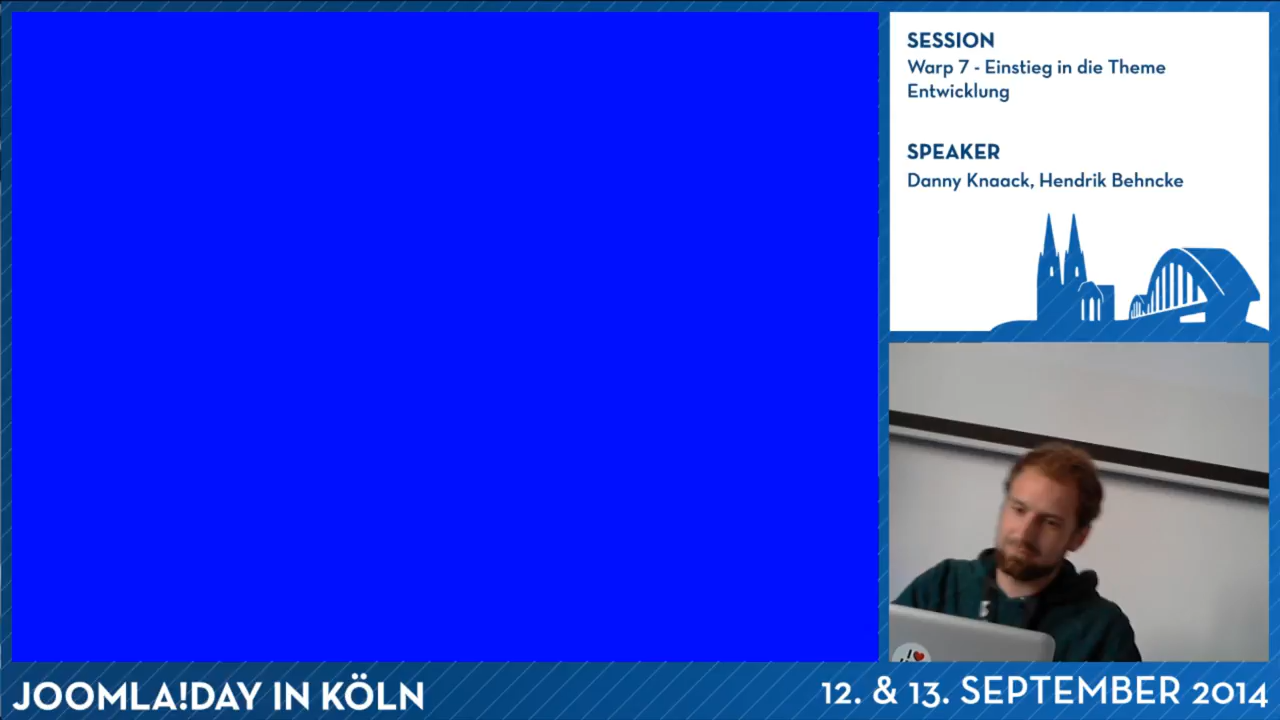 SESSION
Warp 7 - Einstieg in die Theme
Entwicklung
SPEAKER
Danny Knaack, Hendrik Behncke
JOOMLA!DAY IN KÖLN
12. & 13. SEPTEMBER 2014